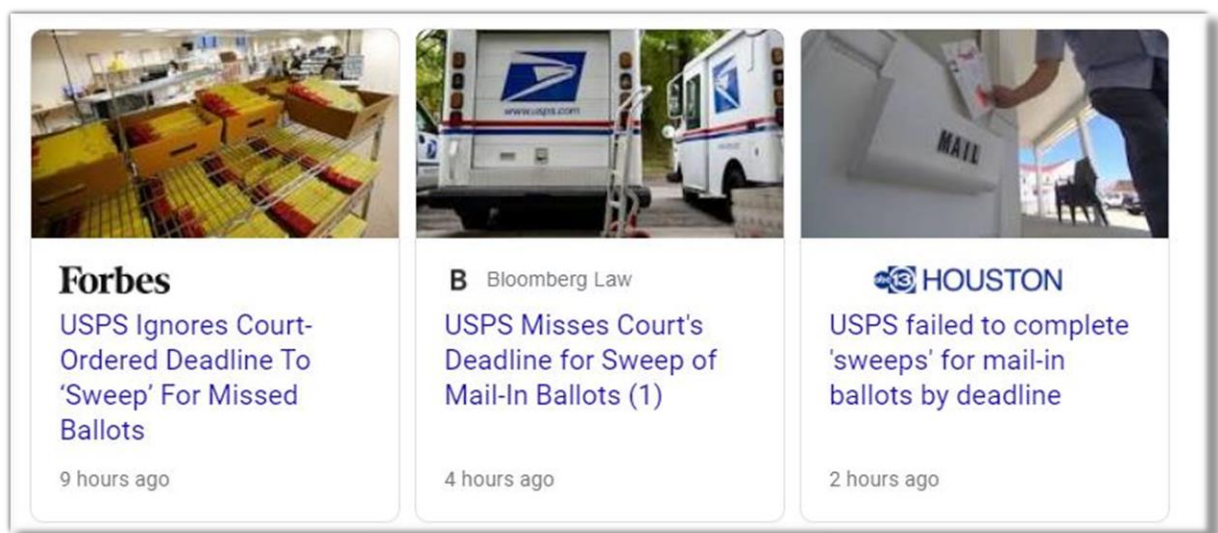 www.usps.com
MAIL
Forbes
USPS Ignores Court-
Ordered Deadline To
‘Sweep’ For Missed
Ballots
9 hours ago
B Bloomberg Law
USPS Misses Court's
Deadline for Sweep of
Mail-In Ballots (1)
4 hours ago
abc 13 HOUSTON
USPS failed to complete
'sweeps' for mail-in
ballots by deadline
2 hours ago